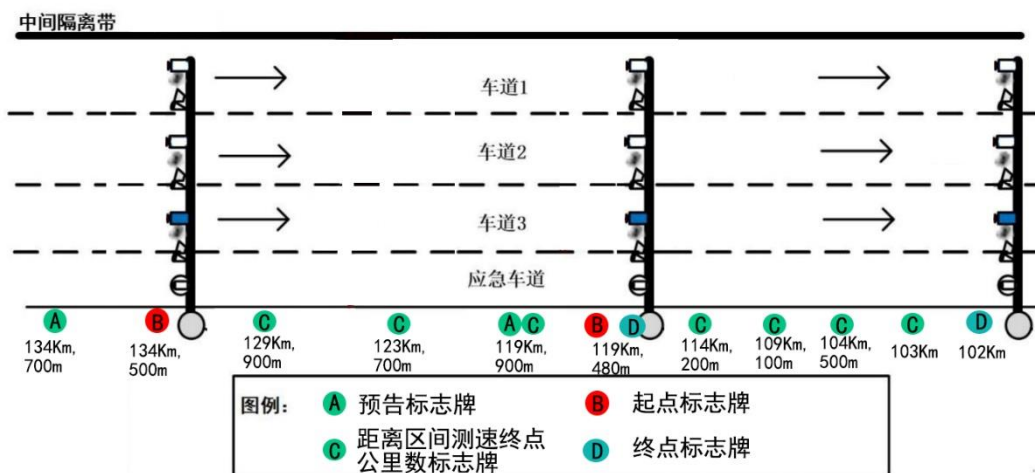 中间隔离带
车道1
车道2
车道3
应急车道
A B C C A C B D C C C C D
134Km,
700m
134Km,
500m
129Km,
900m
123Km,
700m
119Km,
900m
119Km,
480m
114Km,
200m
109Km,
100m
104Km,
500m
103Km
102Km
图例：
A 预告标志牌
B 起点标志牌
C 距离区间测速终点
公里数标志牌
D 终点标志牌